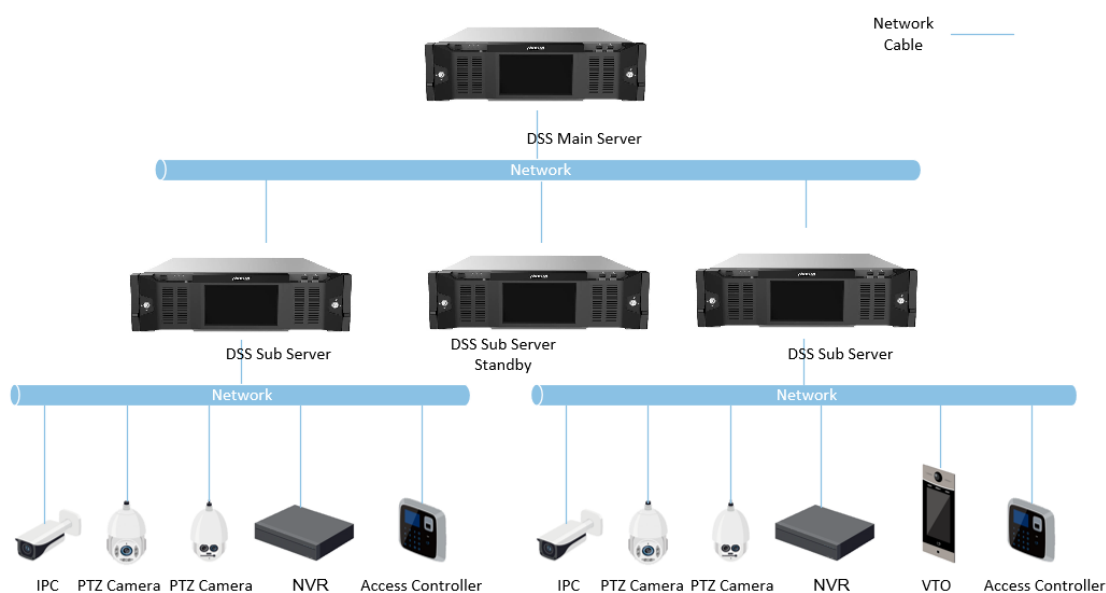 Network
Cable
DSS Main Server
Network
DSS Sub Server
DSS Sub Server
Standby
DSS Sub Server
Network
Network
IPC
PTZ Camera
PTZ Camera
NVR
Access Controller
IPC
PTZ Camera
PTZ Camera
NVR
VTO
Access Controller